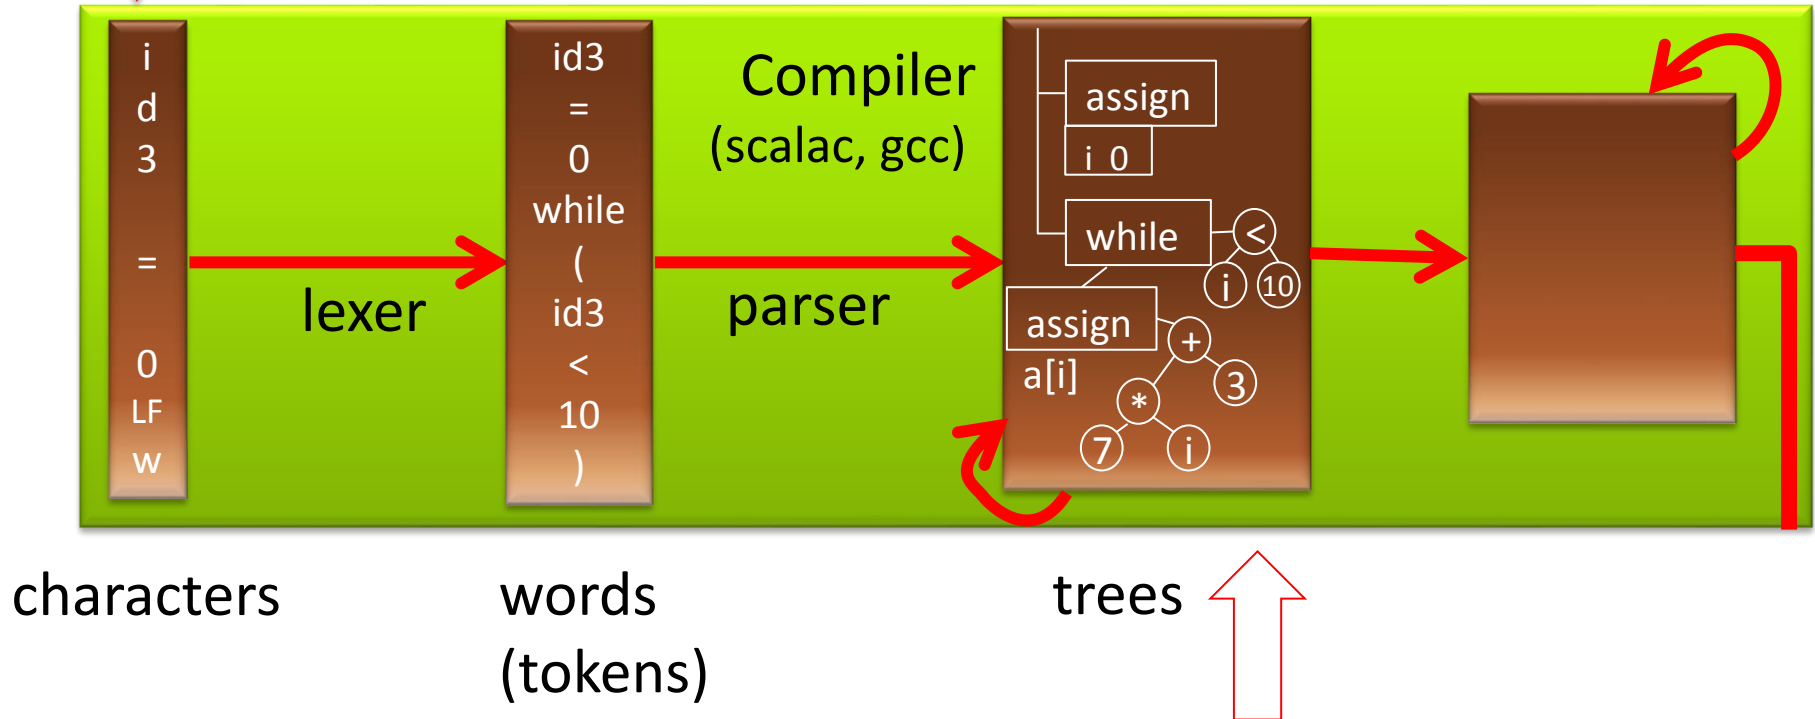 i
d
3
=
0
LF
w
lexer
id3
=
0
while
(
id3
<
10
)
Compiler
(scalac, gcc)
parser
assign
i 0
while
<
i
10
assign
a[i]
+
3
*
7
i
characters
words
(tokens)
trees